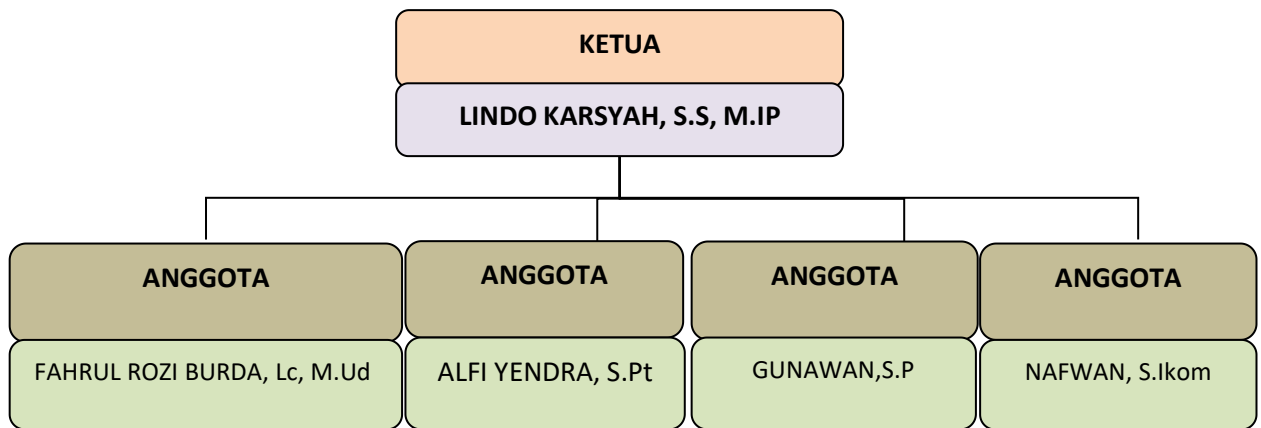 KETUA
LINDO KARSYAH, S.S, M.IP
ANGGOTA
FAHRUL ROZI BURDA, Lc, M.Ud
ANGGOTA
ALFI YENDRA, S.Pt
ANGGOTA
GUNAWAN,S.P
ANGGOTA
NAFWAN, S.Ikom